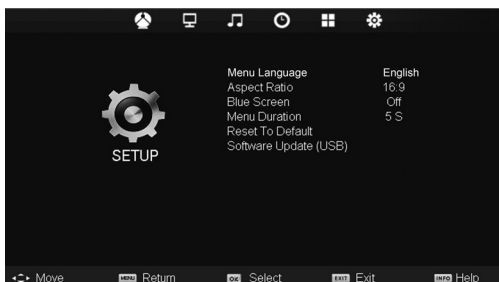 Menu Language English
Aspect Ratio 16:9
Blue Screen Off
Menu Duration 5 S
Reset To Default
Software Update (USB)
SETUP
Move MENU Return OK Select EXIT Exit INFO Help